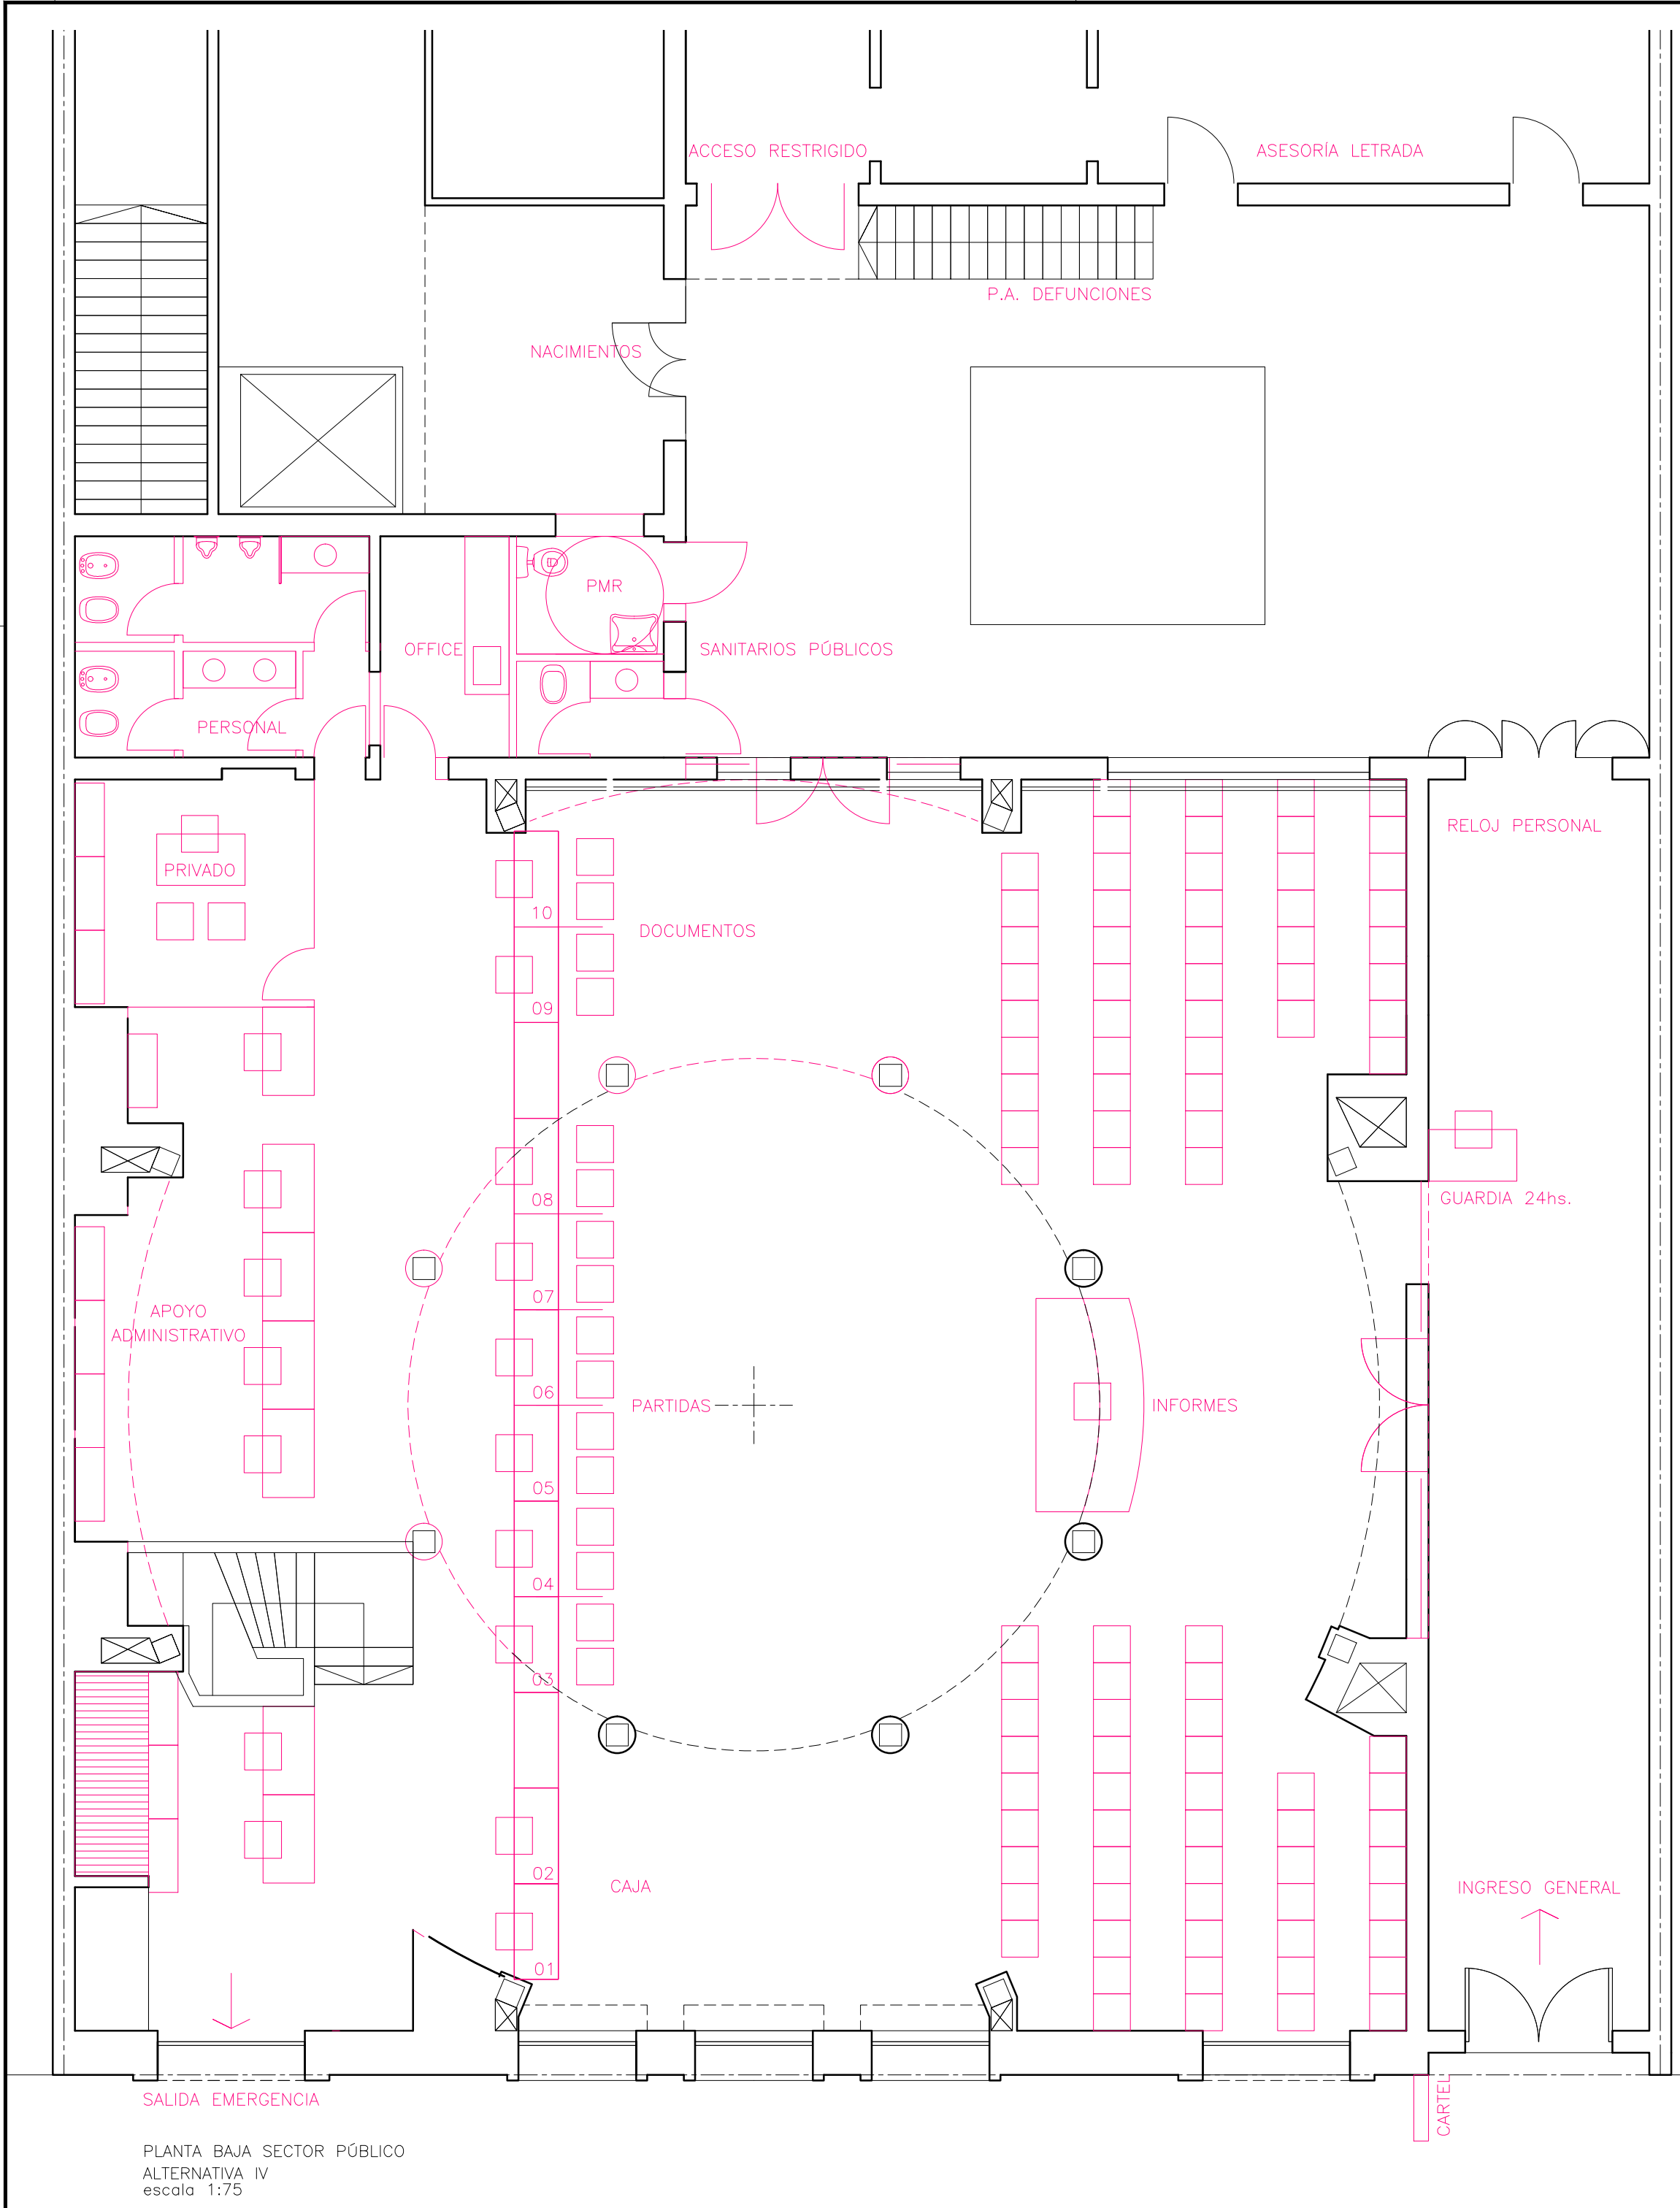 ACCESO RESTRIGIDO
ASESORÍA LETRADA
P.A. DEFUNCIONES
NACIMIENTOS
PMR
OFFICE
SANITARIOS PÚBLICOS
PERSONAL
RELOJ PERSONAL
PRIVADO
10
DOCUMENTOS
09
GUARDIA 24hs.
08
07
APOYO
ADMINISTRATIVO
06
PARTIDAS
INFORMES
05
04
03
02
CAJA
INGRESO GENERAL
01
SALIDA EMERGENCIA
CARTEL
PLANTA BAJA SECTOR PÚBLICO
ALTERNATIVA IV
escala 1:75